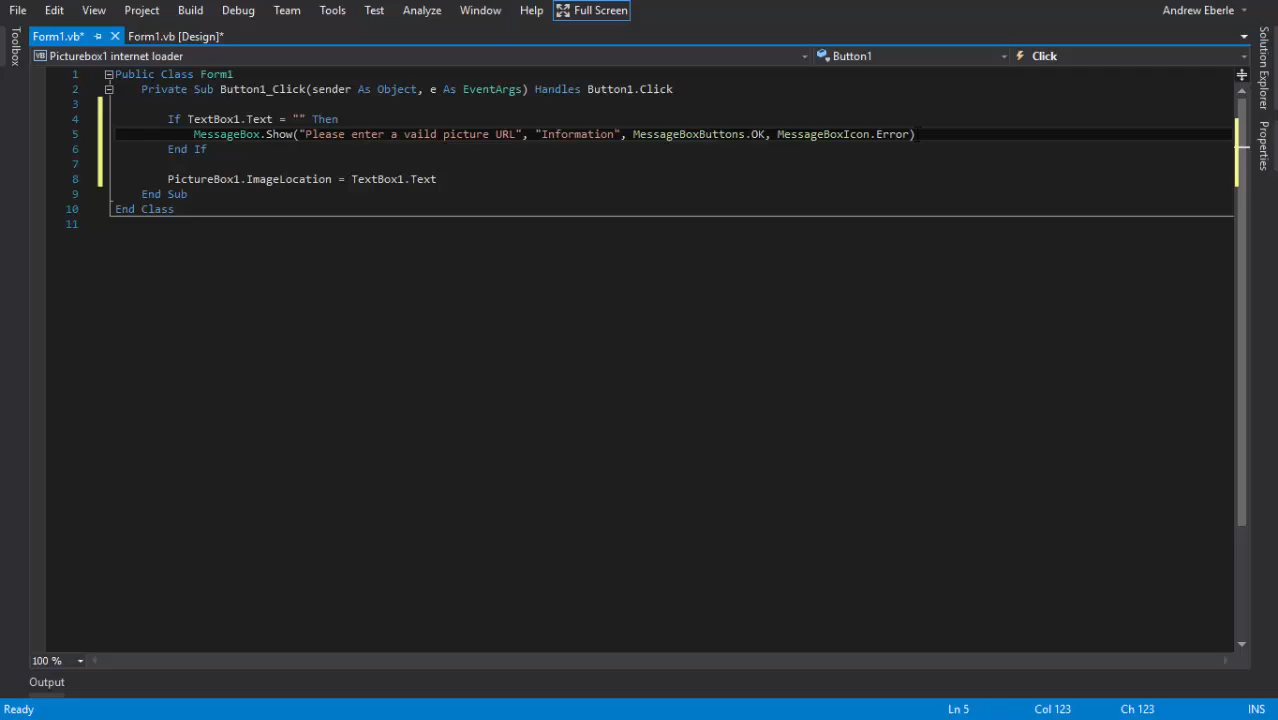 File Edit View Project Build Debug Team Tools Test Analyze Window Help Full Screen Andrew Eberle
Form1.vb* Form1.vb [Design]*
Toolbox
VB Picturebox1 internet loader Button1 Click
1 Public Class Form1
2 Private Sub Button1_Click(sender As Object, e As EventArgs) Handles Button1.Click
3
4 If TextBox1.Text = "" Then
5 MessageBox.Show("Please enter a vaild picture URL", "Information", MessageBoxButtons.OK, MessageBoxIcon.Error)
6 End If
7
8 PictureBox1.ImageLocation = TextBox1.Text
9 End Sub
10 End Class
11
Solution Explorer
Properties
100 %
Output
Ready Ln 5 Col 123 Ch 123 INS